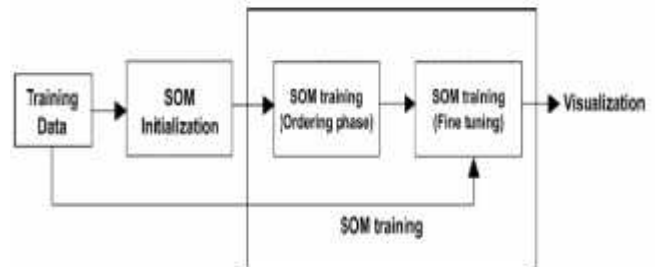 Training
Data
SOM
Initialization
SOM training
(Ordering phase)
SOM training
(Fine tuning)
Visualization
SOM training